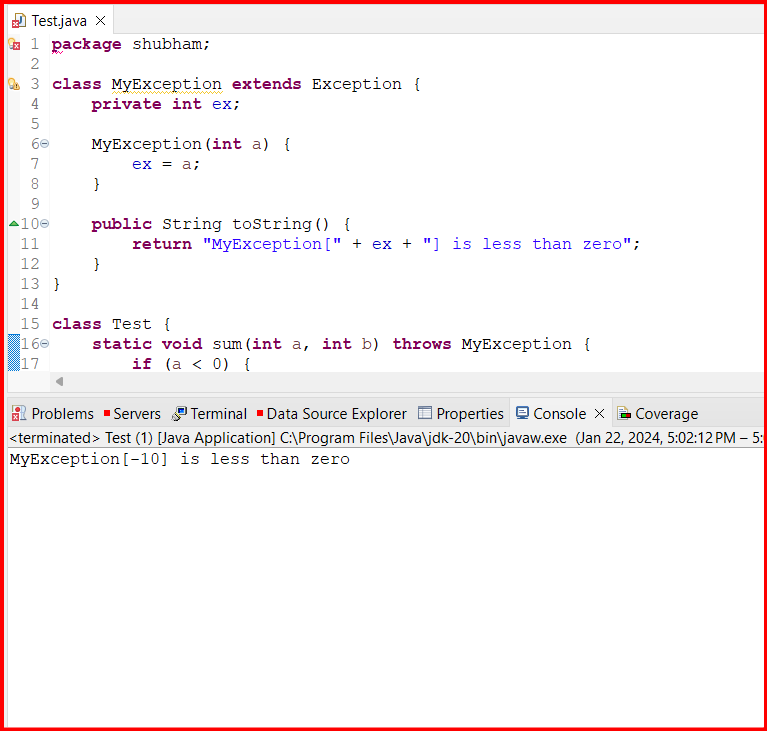 Test.java
1 package shubham;
2
3 class MyException extends Exception {
4     private int ex;
5
6     MyException(int a) {
7         ex = a;
8     }
9
10     public String toString() {
11         return "MyException[" + ex + "] is less than zero";
12     }
13 }
14
15 class Test {
16     static void sum(int a, int b) throws MyException {
17         if (a < 0) {
Problems Servers Terminal Data Source Explorer Properties Console Coverage
<terminated> Test (1) [Java Application] C:\Program Files\Java\jdk-20\bin\javaw.exe (Jan 22, 2024, 5:02:12 PM – 5:
MyException[-10] is less than zero